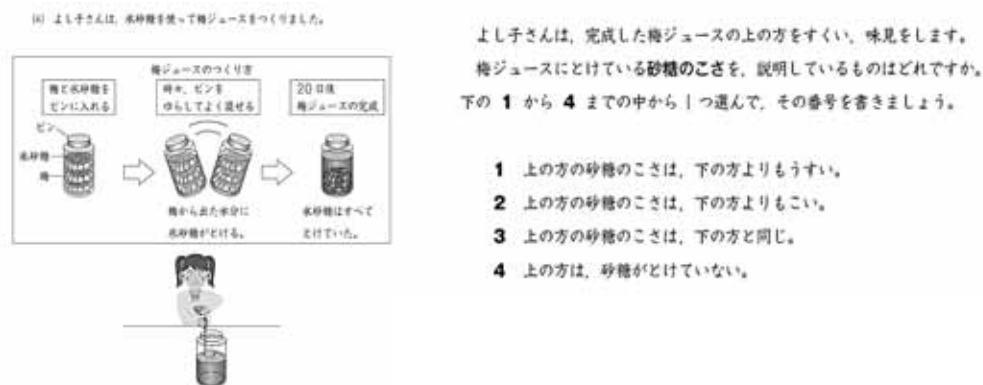 (4) よし子さんは、氷砂糖を使って梅ジュースをつくりました。
梅ジュースのつくり方
梅と氷砂糖を
ビンに入れる
時々、ビンを
ゆらしてよく混ぜる
20日後
梅ジュースの完成
ビン
氷砂糖
梅
梅から出た水分に
氷砂糖がとける。
氷砂糖はすべて
とけていた。
よし子さんは、完成した梅ジュースの上の方をすくい、味見をします。
梅ジュースにとけている砂糖のこさを、説明しているものはどれですか。
下の 1 から 4 までの中から1つ選んで、その番号を書きましょう。
1 上の方の砂糖のこさは、下の方よりもうすい。
2 上の方の砂糖のこさは、下の方よりもこい。
3 上の方の砂糖のこさは、下の方と同じ。
4 上の方は、砂糖がとけていない。